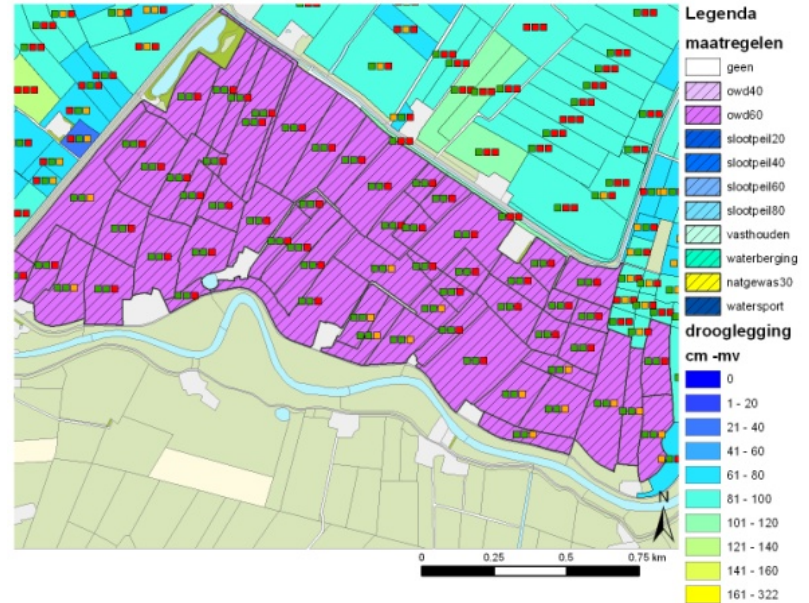 Legenda
maatregelen
geen
owd40
owd60
slootpeil20
slootpeil40
slootpeil60
slootpeil80
vasthouden
waterberging
natgewas30
watersport
drooglegging
cm -mv
0
1 - 20
21 - 40
41 - 60
61 - 80
81 - 100
101 - 120
121 - 140
141 - 160
161 - 322
N
0 0.25 0.5 0.75 km